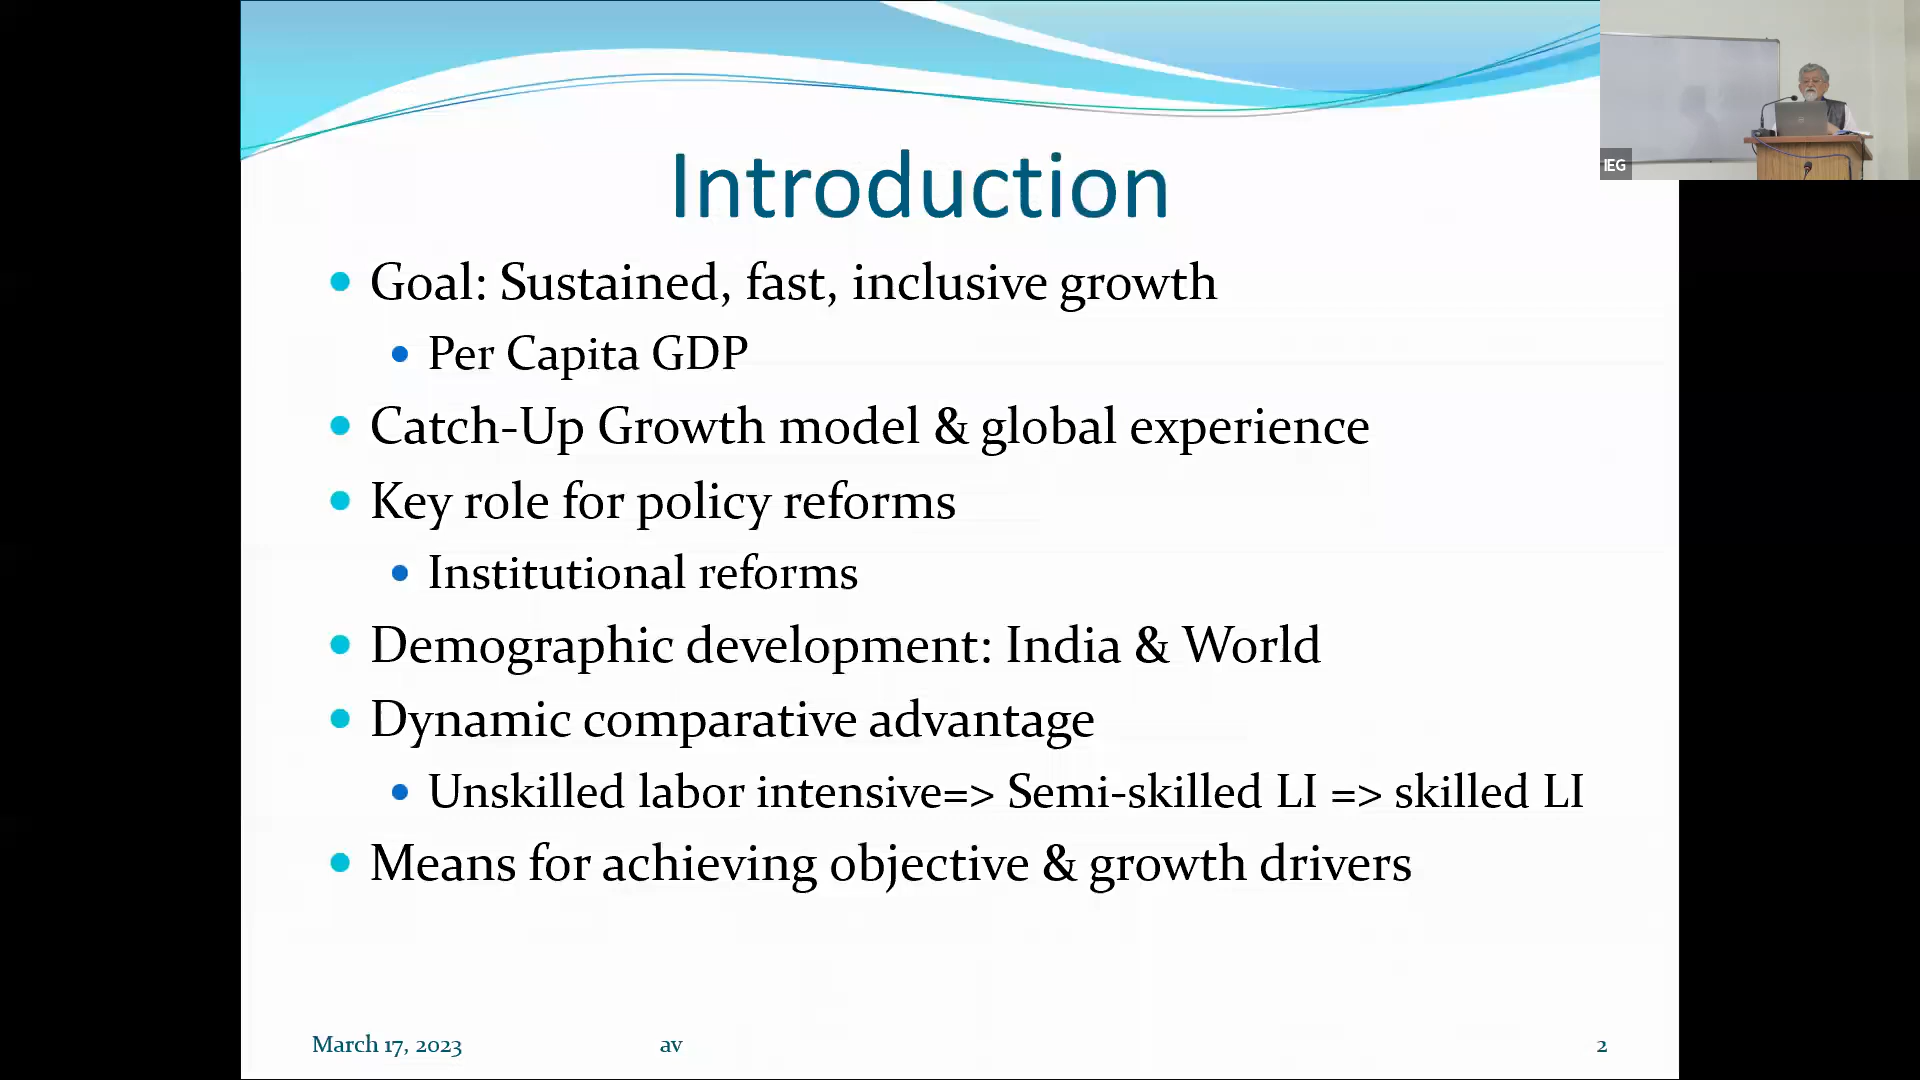 IEG
Introduction
Goal: Sustained, fast, inclusive growth
Per Capita GDP
Catch-Up Growth model & global experience
Key role for policy reforms
Institutional reforms
Demographic development: India & World
Dynamic comparative advantage
Unskilled labor intensive=> Semi-skilled LI => skilled LI
Means for achieving objective & growth drivers
March 17, 2023 av 2